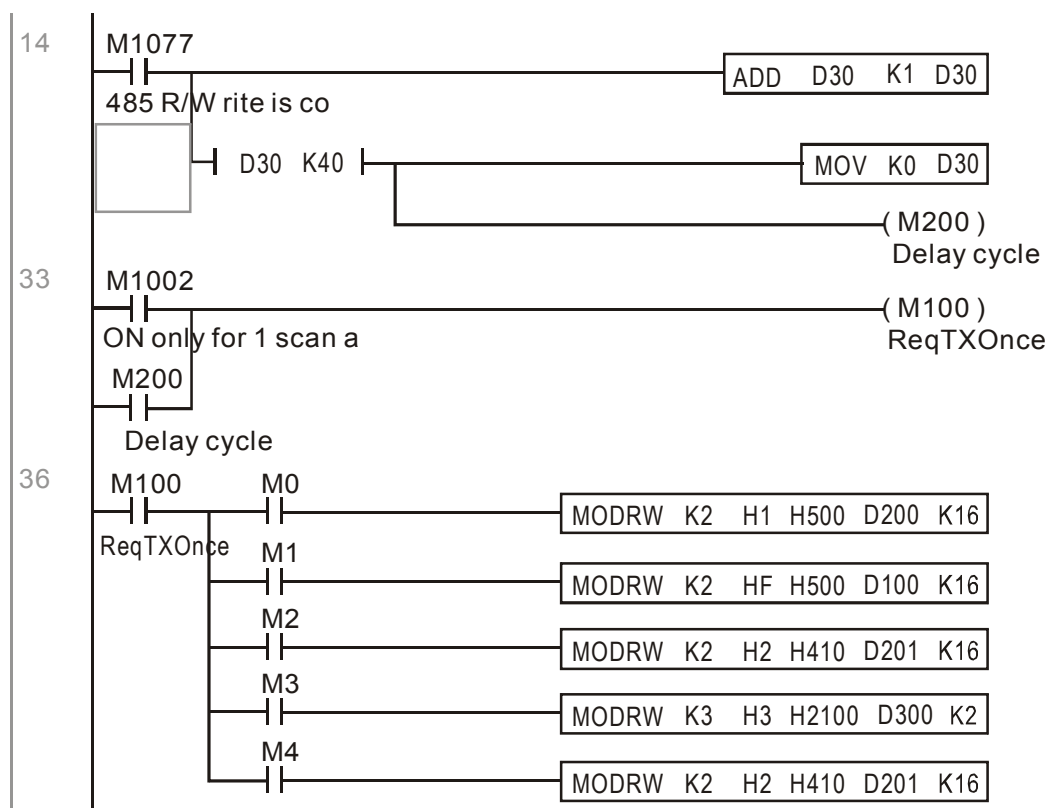 14
M1077
ADD D30 K1 D30
485 R/W rite is co
D30 K40
MOV K0 D30
( M200 )
Delay cycle
33
M1002
( M100 )
ON only for 1 scan a
ReqTXOnce
M200
Delay cycle
36
M100 M0
MODRW K2 H1 H500 D200 K16
ReqTXOnce
M1
MODRW K2 HF H500 D100 K16
M2
MODRW K2 H2 H410 D201 K16
M3
MODRW K3 H3 H2100 D300 K2
M4
MODRW K2 H2 H410 D201 K16